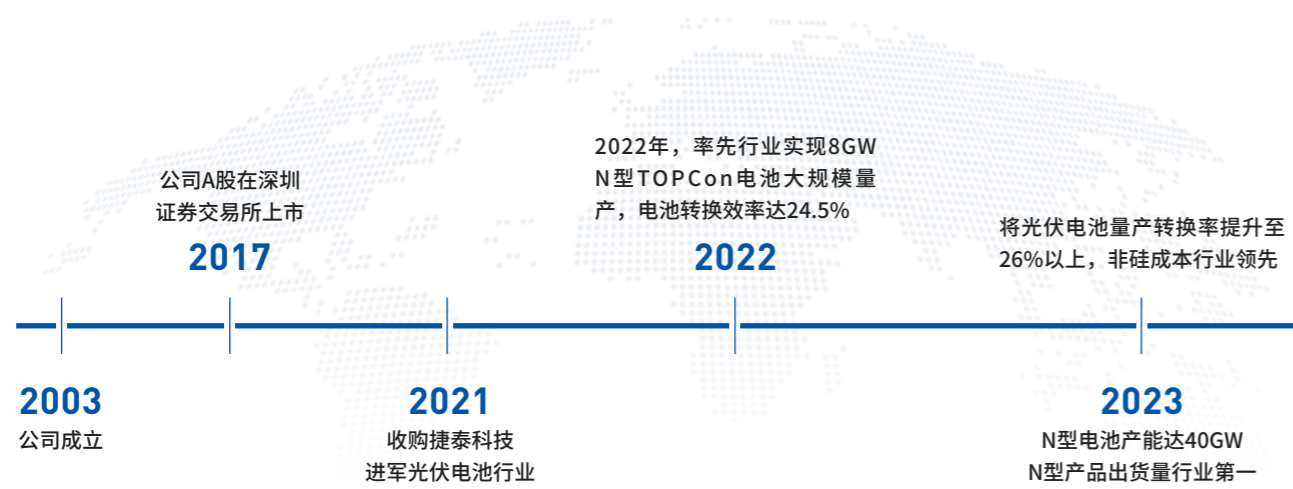 公司A股在深圳
证券交易所上市
2017
2022年，率先行业实现8GW
N型TOPCon电池大规模量
产，电池转换效率达24.5%
2022
将光伏电池量产转换率提升至
26%以上，非硅成本行业领先
2003
公司成立
2021
收购捷泰科技
进军光伏电池行业
2023
N型电池产能达40GW
N型产品出货量行业第一